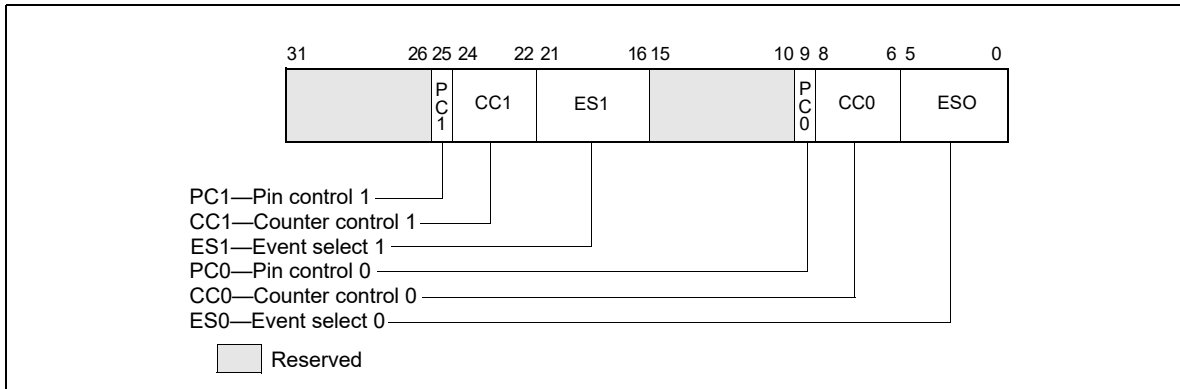 31 26 25 24 22 21 16 15 10 9 8 6 5 0
P
C
1
CC1
ES1
P
C
0
CC0
ESO
PC1—Pin control 1
CC1—Counter control 1
ES1—Event select 1
PC0—Pin control 0
CC0—Counter control 0
ES0—Event select 0
Reserved